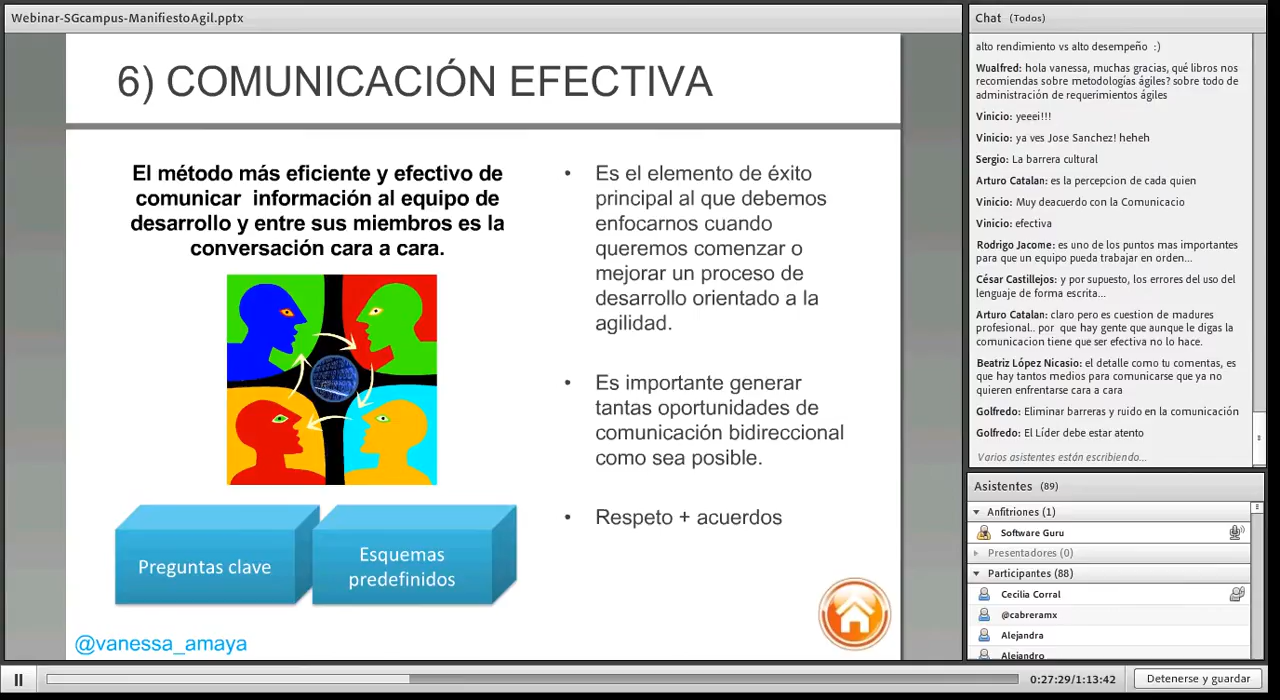 Webinar-SGcampus-ManifiestoAgil.pptx
6) COMUNICACIÓN EFECTIVA
El método más eficiente y efectivo de
comunicar información al equipo de
desarrollo y entre sus miembros es la
conversación cara a cara.
Preguntas clave
Esquemas
predefinidos
@vanessa_amaya
• Es el elemento de éxito
principal al que debemos
enfocarnos cuando
queremos comenzar o
mejorar un proceso de
desarrollo orientado a la
agilidad.
• Es importante generar
tantas oportunidades de
comunicación bidireccional
como sea posible.
• Respeto + acuerdos
Chat (Todos)
alto rendimiento vs alto desempeño :)
Wualfred: hola vanessa, muchas gracias, qué libros nos
recomiendas sobre metodologías ágiles? sobre todo de
administración de requerimientos ágiles
Vinicio: yeeei!!!
Vinicio: ya ves Jose Sanchez! heheh
Sergio: La barrera cultural
Arturo Catalan: es la percepcion de cada quien
Vinicio: Muy deacuerdo con la Comunicacio
Vinicio: efectiva
Rodrigo Jacome: es uno de los puntos mas importantes
para que un equipo pueda trabajar en orden...
César Castillejos: y por supuesto, los errores del uso del
lenguaje de forma escrita...
Arturo Catalan: claro pero es cuestion de madures
profesional.. por que hay gente que aunque le digas la
comunicacion tiene que ser efectiva no lo hace.
Beatriz López Nicasio: el detalle como tu comentas, es
que hay tantos medios para comunicarse que ya no
quieren enfrentarse cara a cara
Golfredo: Eliminar barreras y ruido en la comunicación
Golfredo: El Líder debe estar atento
Varios asistentes están escribiendo...
Asistentes (89)
Anfitriones (1)
Software Guru
Presentadores (0)
Participantes (88)
Cecilia Corral
@cabreramx
Alejandra
Alejandro
0:27:29/1:13:42
Detenerse y guardar